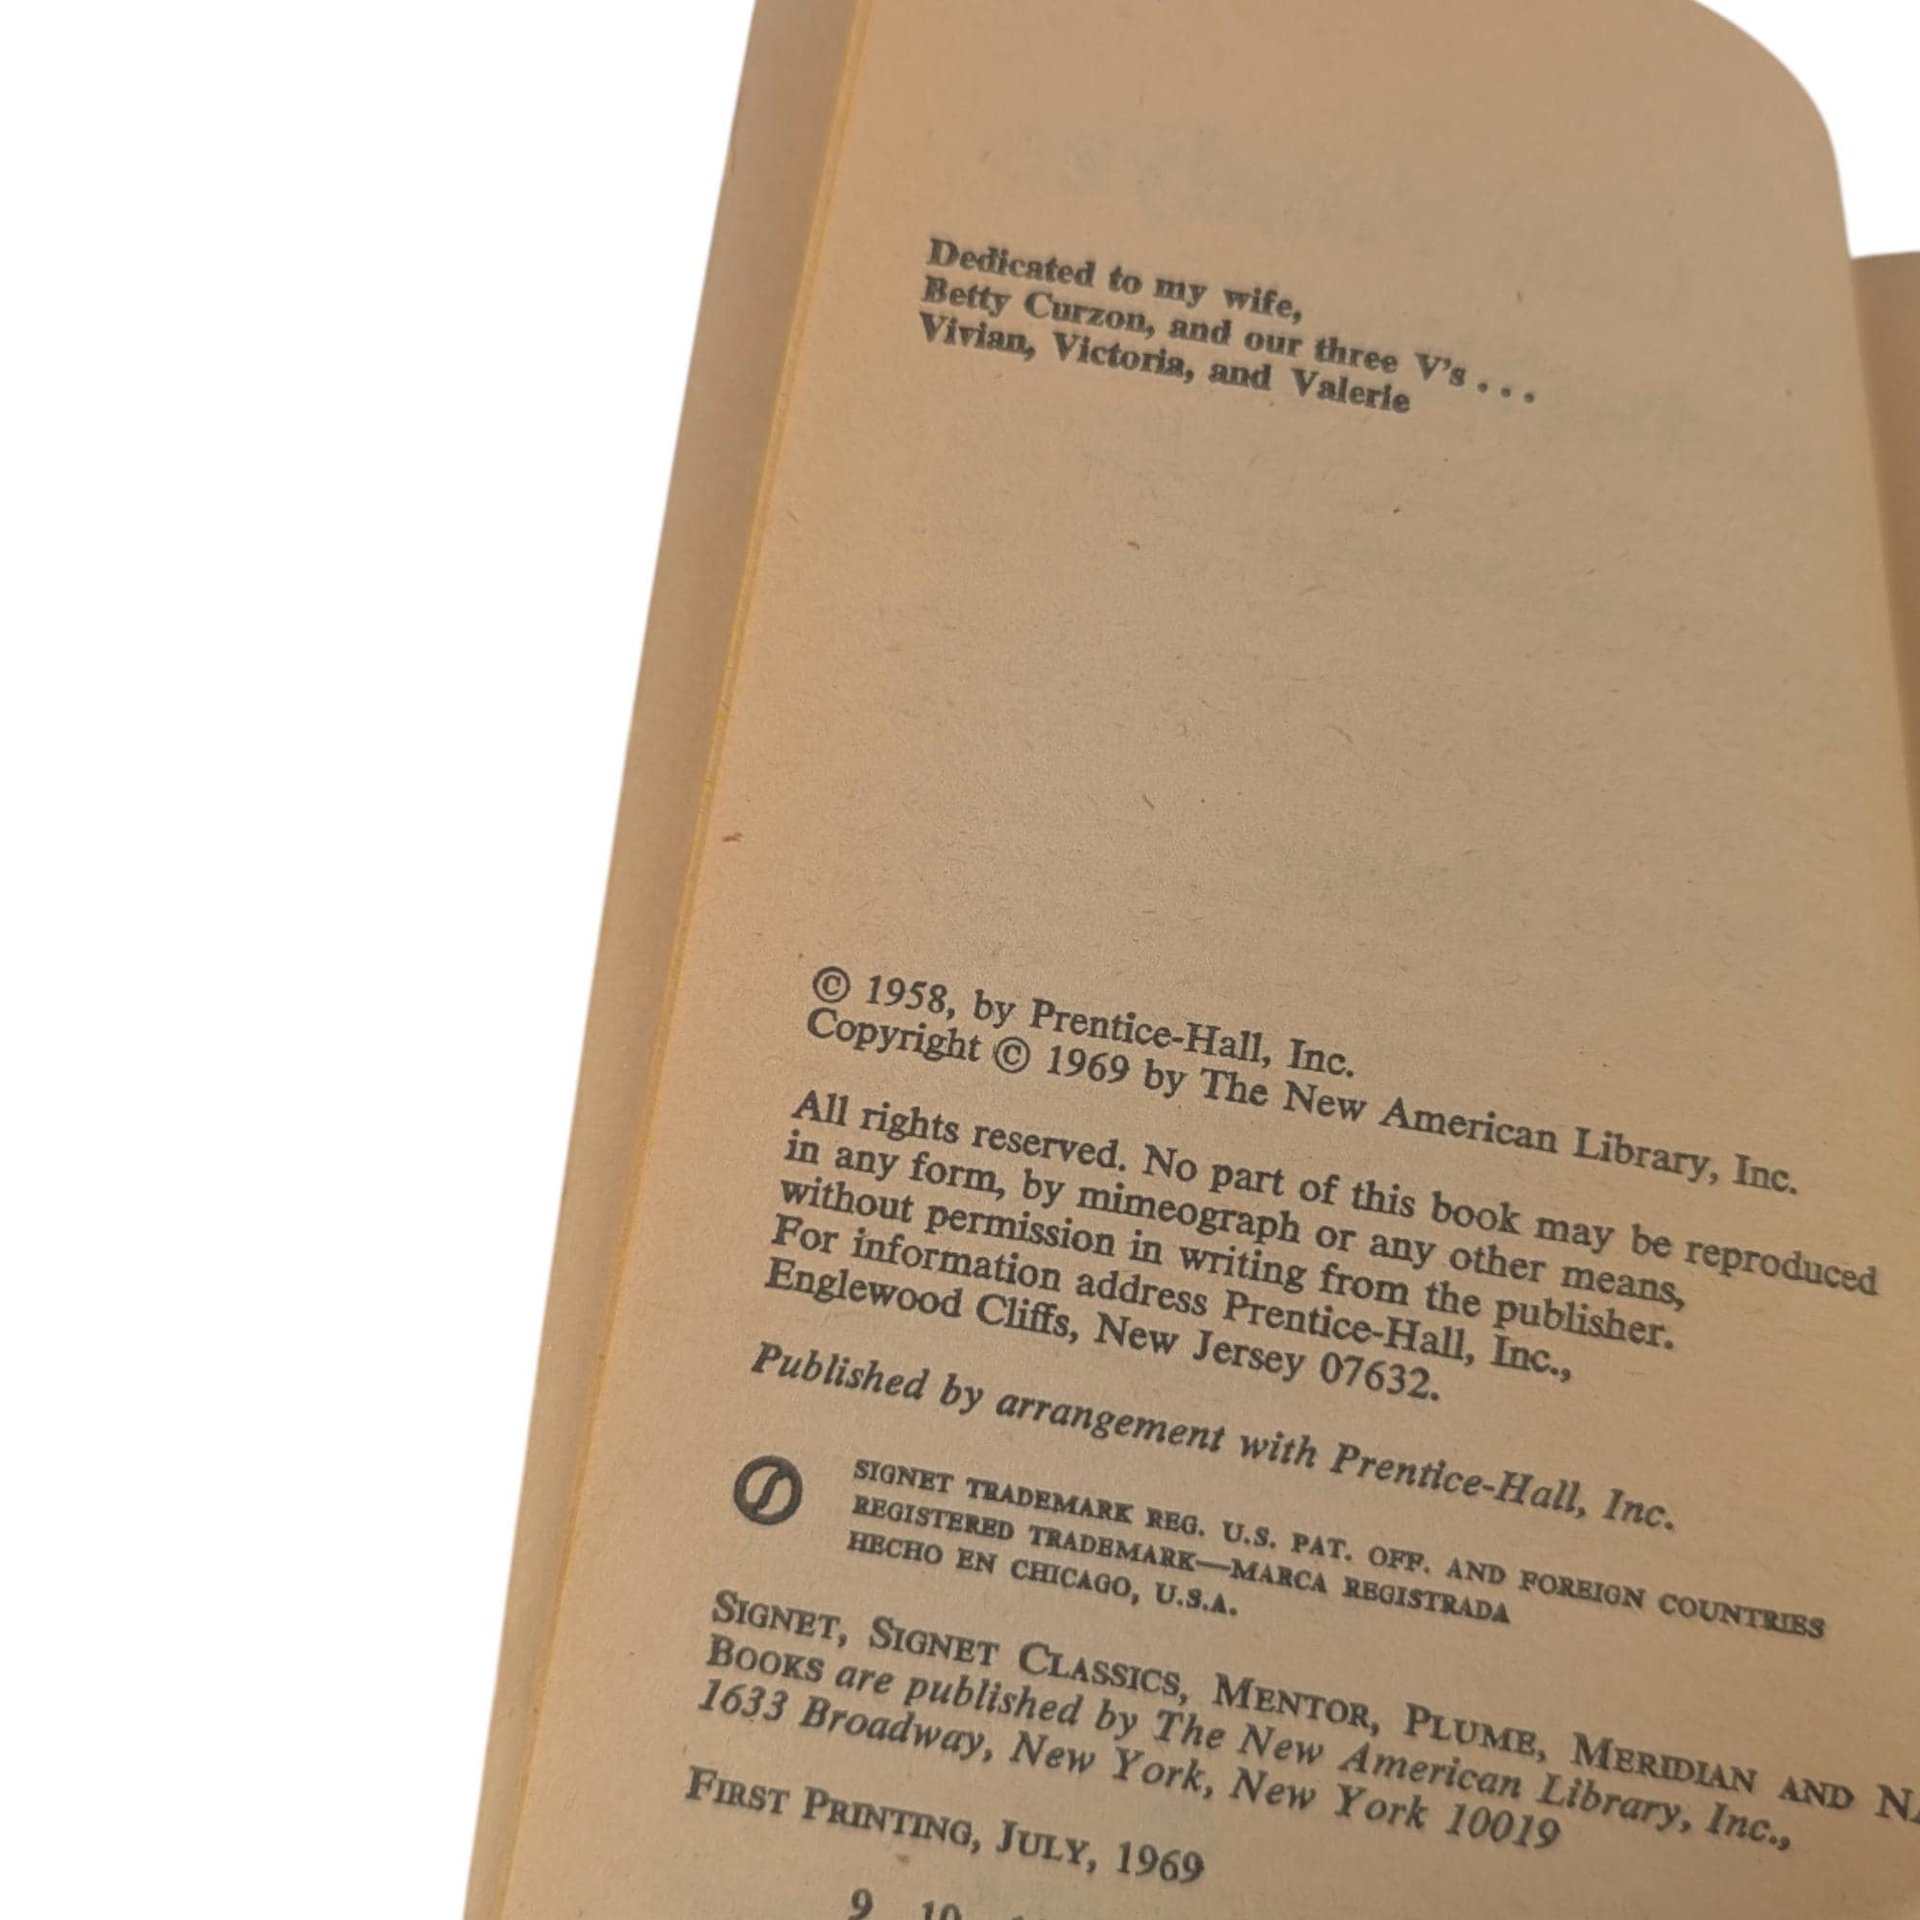 Dedicated to my wife,
Betty Curzon, and our three V's . . .
Vivian, Victoria, and Valerie
© 1958, by Prentice-Hall, Inc.
Copyright © 1969 by The New American Library, Inc.
All rights reserved. No part of this book may be reproduced
in any form, by mimeograph or any other means,
without permission in writing from the publisher.
For information address Prentice-Hall, Inc.,
Englewood Cliffs, New Jersey 07632.
Published by arrangement with Prentice-Hall, Inc.
SIGNET TRADEMARK REG. U.S. PAT. OFF. AND FOREIGN COUNTRIES
REGISTERED TRADEMARK—MARCA REGISTRADA
HECHO EN CHICAGO, U.S.A.
SIGNET, SIGNET CLASSICS, MENTOR, PLUME, MERIDIAN AND
BOOKS are published by The New American Library, Inc.,
1633 Broadway, New York, New York 10019
FIRST PRINTING, JULY, 1969
9 10